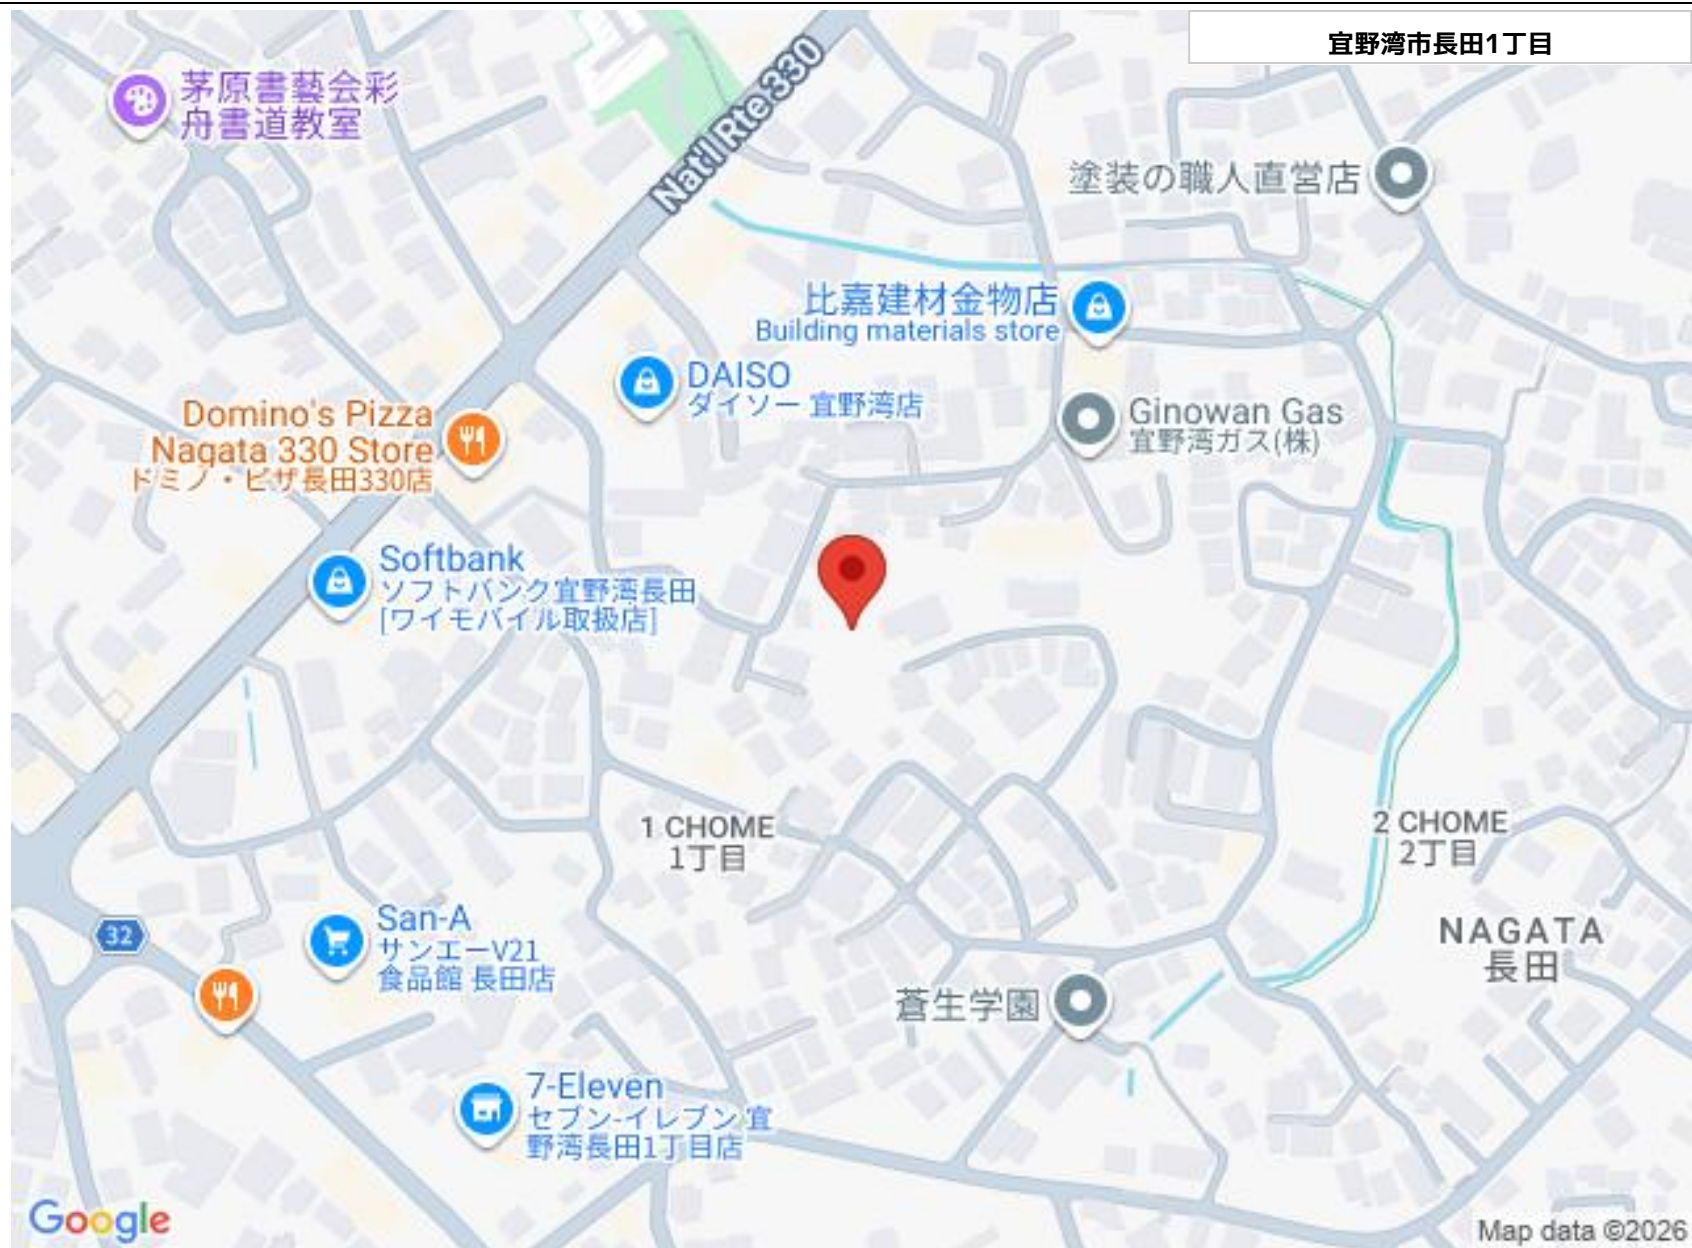 宜野湾市長田1丁目
茅原書藝会彩
舟書道教室
Nat'l Rte 330
塗装の職人直営店
比嘉建材金物店
Building materials store
DAISO
ダイソー 宜野湾店
Domino's Pizza
Nagata 330 Store
ドミノ・ピザ長田330店
Ginowan Gas
宜野湾ガス(株)
Softbank
ソフトバンク宜野湾長田
[ワイモバイル取扱店]
1 CHOME
1丁目
2 CHOME
2丁目
32
San-A
サンエーV21
食品館 長田店
NAGATA
長田
蒼生学園
7-Eleven
セブン-イレブン 宜
野湾長田1丁目店
Google
Map data ©2026